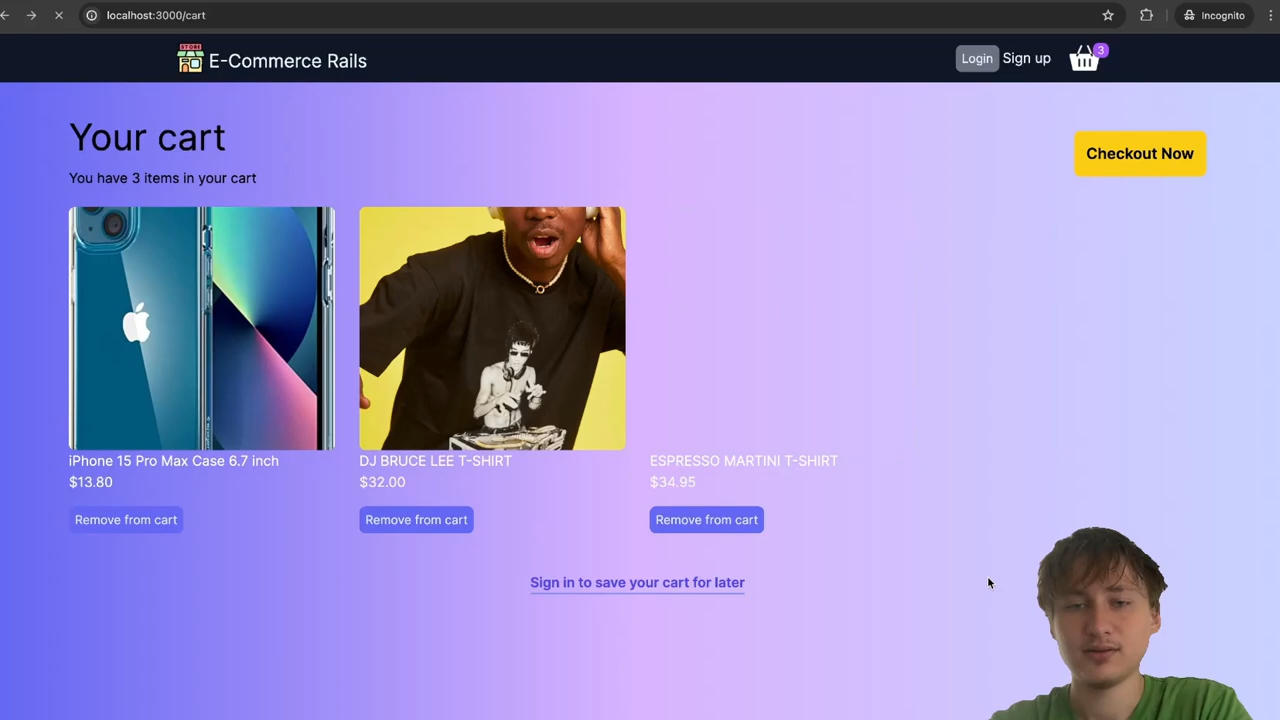 localhost:3000/cart
Incognito
STORE
E-Commerce Rails
Login
Sign up
3
Your cart
Checkout Now
You have 3 items in your cart
iPhone 15 Pro Max Case 6.7 inch
DJ BRUCE LEE T-SHIRT
ESPRESSO MARTINI T-SHIRT
$13.80
$32.00
$34.95
Remove from cart
Remove from cart
Remove from cart
Sign in to save your cart for later